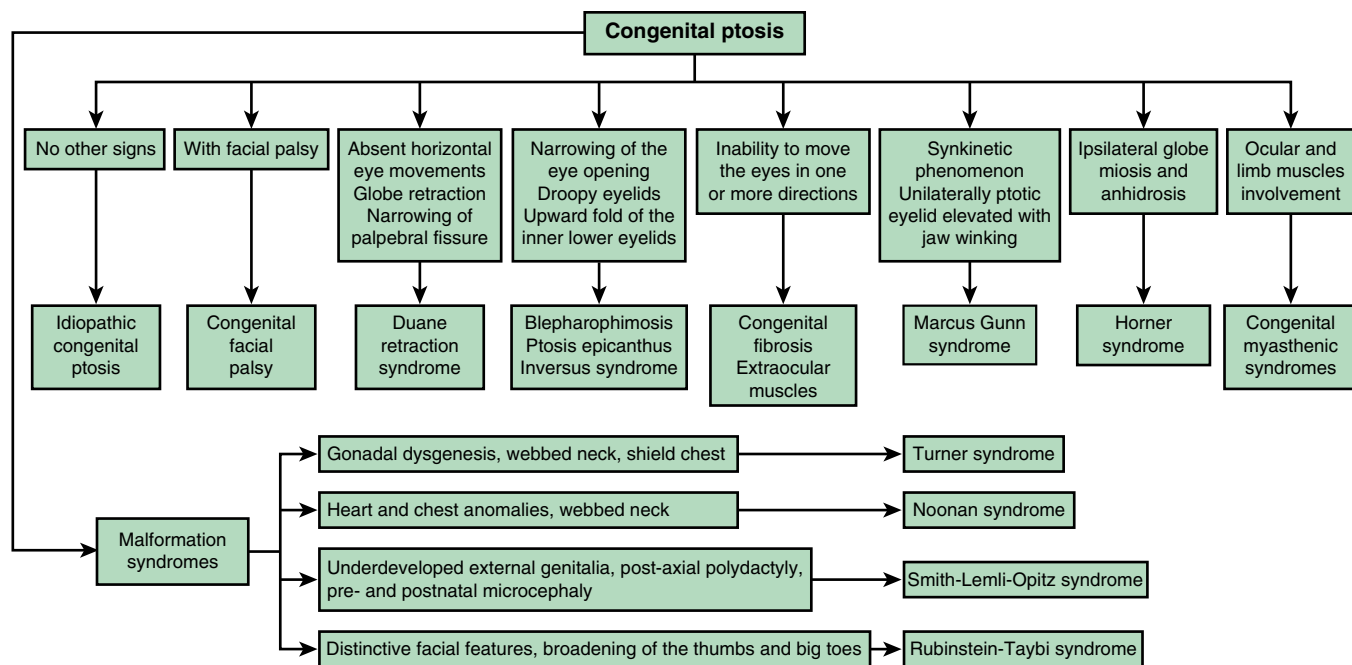 Congenital ptosis
No other signs
With facial palsy
Absent horizontal
eye movements
Globe retraction
Narrowing of
palpebral fissure
Narrowing of the
eye opening
Droopy eyelids
Upward fold of the
inner lower eyelids
Inability to move
the eyes in one
or more directions
Synkinetic
phenomenon
Unilaterally ptotic
eyelid elevated with
jaw winking
Ipsilateral globe
miosis and
anhidrosis
Ocular and
limb muscles
involvement
Idiopathic
congenital
ptosis
Congenital
facial
palsy
Duane
retraction
syndrome
Blepharophimosis
Ptosis epicanthus
Inversus syndrome
Congenital
fibrosis
Extraocular
muscles
Marcus Gunn
syndrome
Horner
syndrome
Congenital
myasthenic
syndromes
Malformation
syndromes
Gonadal dysgenesis, webbed neck, shield chest
Turner syndrome
Heart and chest anomalies, webbed neck
Noonan syndrome
Underdeveloped external genitalia, post-axial polydactyly,
pre- and postnatal microcephaly
Smith-Lemli-Opitz syndrome
Distinctive facial features, broadening of the thumbs and big toes
Rubinstein-Taybi syndrome